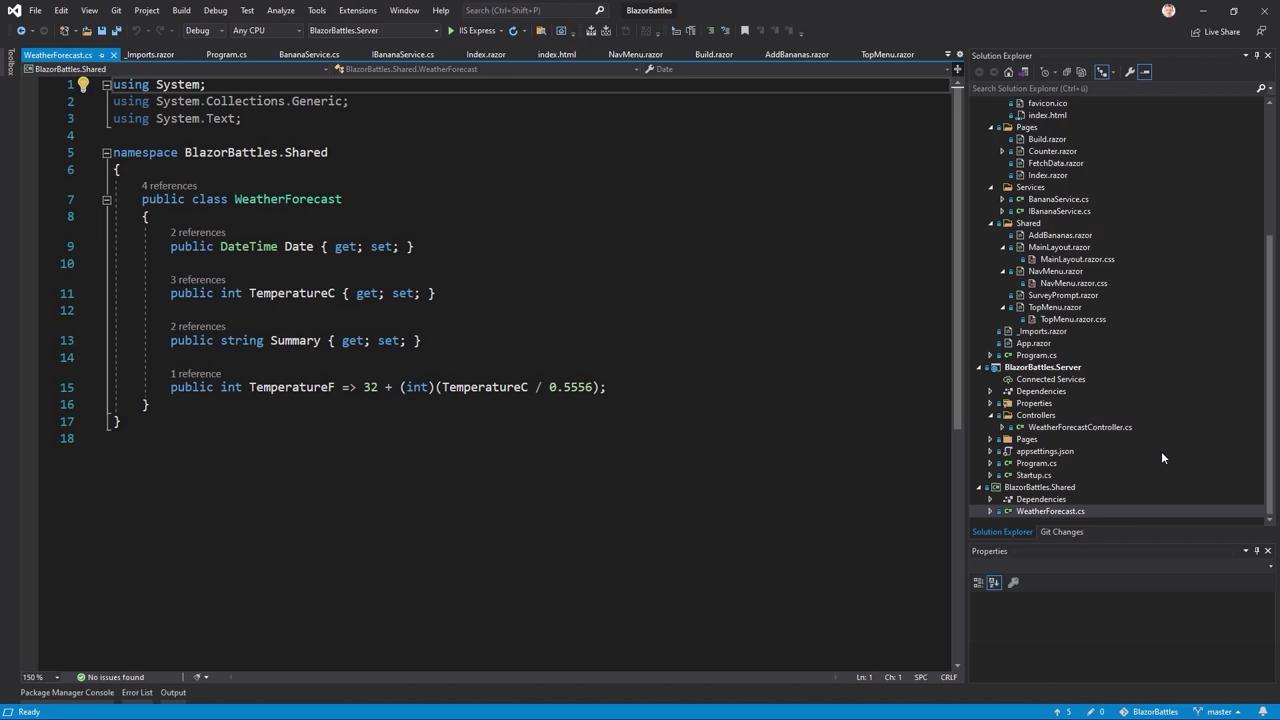 File Edit View Git Project Build Debug Test Analyze Tools Extensions Window Help Search (Ctrl+Q) BlazorBattles
Debug Any CPU BlazorBattles.Server IIS Express Live Share
WeatherForecast.cs _Imports.razor Program.cs BananaService.cs IBananaService.cs Index.razor index.html NavMenu.razor Build.razor AddBananas.razor TopMenu.razor
BlazorBattles.Shared BlazorBattles.Shared.WeatherForecast Date
Toolbox
1 using System;
2 using System.Collections.Generic;
3 using System.Text;
4
5 namespace BlazorBattles.Shared
6 {
4 references
7 public class WeatherForecast
8 {
2 references
9 public DateTime Date { get; set; }
10
3 references
11 public int TemperatureC { get; set; }
12
2 references
13 public string Summary { get; set; }
14
1 reference
15 public int TemperatureF => 32 + (int)(TemperatureC / 0.5556);
16 }
17 }
18
150 % No issues found Ln: 1 Ch: 1 SPC CRLF
Package Manager Console Error List Output
Solution Explorer
Search Solution Explorer (Ctrl+ü)
favicon.ico
index.html
Pages
Build.razor
Counter.razor
FetchData.razor
Index.razor
Services
BananaService.cs
IBananaService.cs
Shared
AddBananas.razor
MainLayout.razor
MainLayout.razor.css
NavMenu.razor
NavMenu.razor.css
SurveyPrompt.razor
TopMenu.razor
TopMenu.razor.css
_Imports.razor
App.razor
Program.cs
BlazorBattles.Server
Connected Services
Dependencies
Properties
Controllers
WeatherForecastController.cs
Pages
appsettings.json
Program.cs
Startup.cs
BlazorBattles.Shared
Dependencies
WeatherForecast.cs
Solution Explorer Git Changes
Properties
Ready 5 0 BlazorBattles master